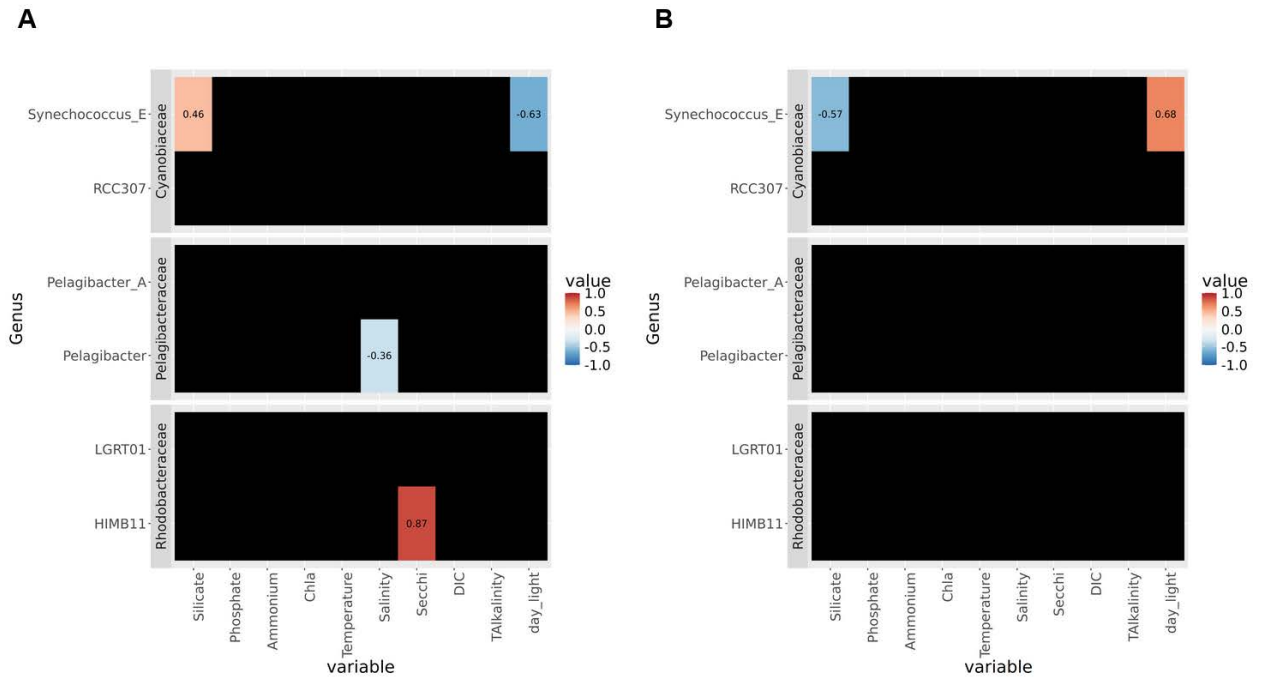 A
Genus
Synechococcus_E
RCC307
Cyanobiaceae
0.46
-0.63
Pelagibacter_A
Pelagibacter
Pelagibacteraceae
-0.36
LGRT01
HIMB11
Rhodobacteraceae
0.87
Silicate
Phosphate
Ammonium
Chla
Temperature
Salinity
Secchi
DIC
TAlkalinity
day_light
variable
value
1.0
0.5
0.0
-0.5
-1.0
B
Genus
Synechococcus_E
RCC307
Cyanobiaceae
-0.57
0.68
Pelagibacter_A
Pelagibacter
Pelagibacteraceae
LGRT01
HIMB11
Rhodobacteraceae
Silicate
Phosphate
Ammonium
Chla
Temperature
Salinity
Secchi
DIC
TAlkalinity
day_light
variable
value
1.0
0.5
0.0
-0.5
-1.0